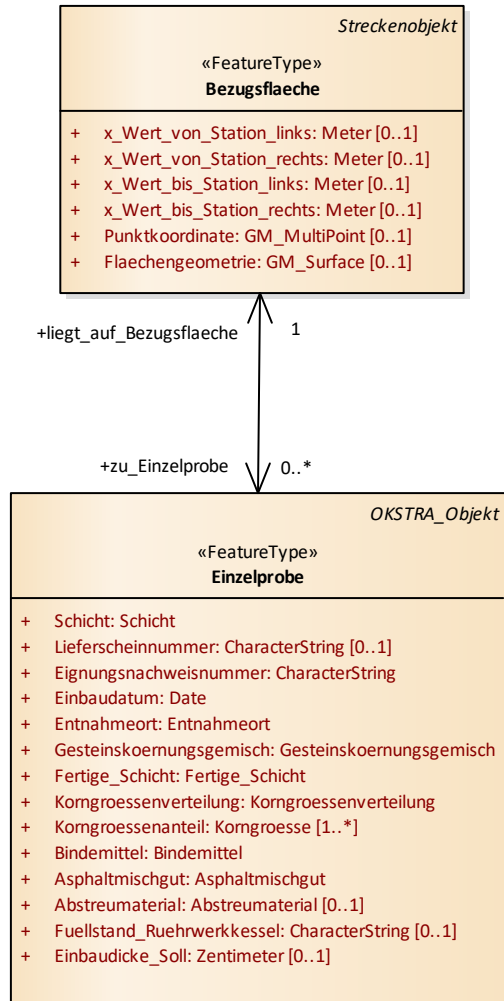 Streckenobjekt
«FeatureType»
Bezugsflaeche
+ x_Wert_von_Station_links: Meter [0..1]
+ x_Wert_von_Station_rechts: Meter [0..1]
+ x_Wert_bis_Station_links: Meter [0..1]
+ x_Wert_bis_Station_rechts: Meter [0..1]
+ Punktkoordinate: GM_MultiPoint [0..1]
+ Flaechengeometrie: GM_Surface [0..1]
+liegt_auf_Bezugsflaeche 1
+zu_Einzelprobe 0..*
OKSTRA_Objekt
«FeatureType»
Einzelprobe
+ Schicht: Schicht
+ Lieferscheinnummer: CharacterString [0..1]
+ Eignungsnachweisnummer: CharacterString
+ Einbaudatum: Date
+ Entnahmeort: Entnahmeort
+ Gesteinskoernungsgemisch: Gesteinskoernungsgemisch
+ Fertige_Schicht: Fertige_Schicht
+ Korngroessenverteilung: Korngroessenverteilung
+ Korngroessenanteil: Korngroesse [1..*]
+ Bindemittel: Bindemittel
+ Asphaltmischgut: Asphaltmischgut
+ Abstreumaterial: Abstreumaterial [0..1]
+ Fuellstand_Ruehrwerkkessel: CharacterString [0..1]
+ Einbaudicke_Soll: Zentimeter [0..1]